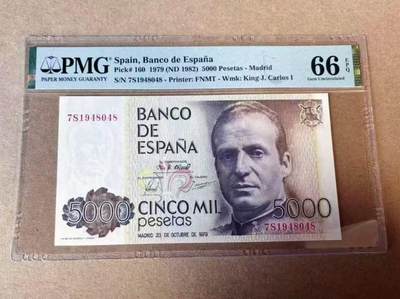 PMG
PAPER MONEY GUARANTY
Spain, Banco de España
Pick# 160 1979 (ND 1982) 5000 Pesetas - Madrid
S/N 7S1948048 - Printer: FNMT - Wmk: King J. Carlos I
66 EPQ
Gem Uncirculated
7S1948048
BANCO
DE
ESPAÑA
5000
CINCO MIL
pesetas
5000
7S1948048
MADRID 23 DE OCTUBRE DE 1979